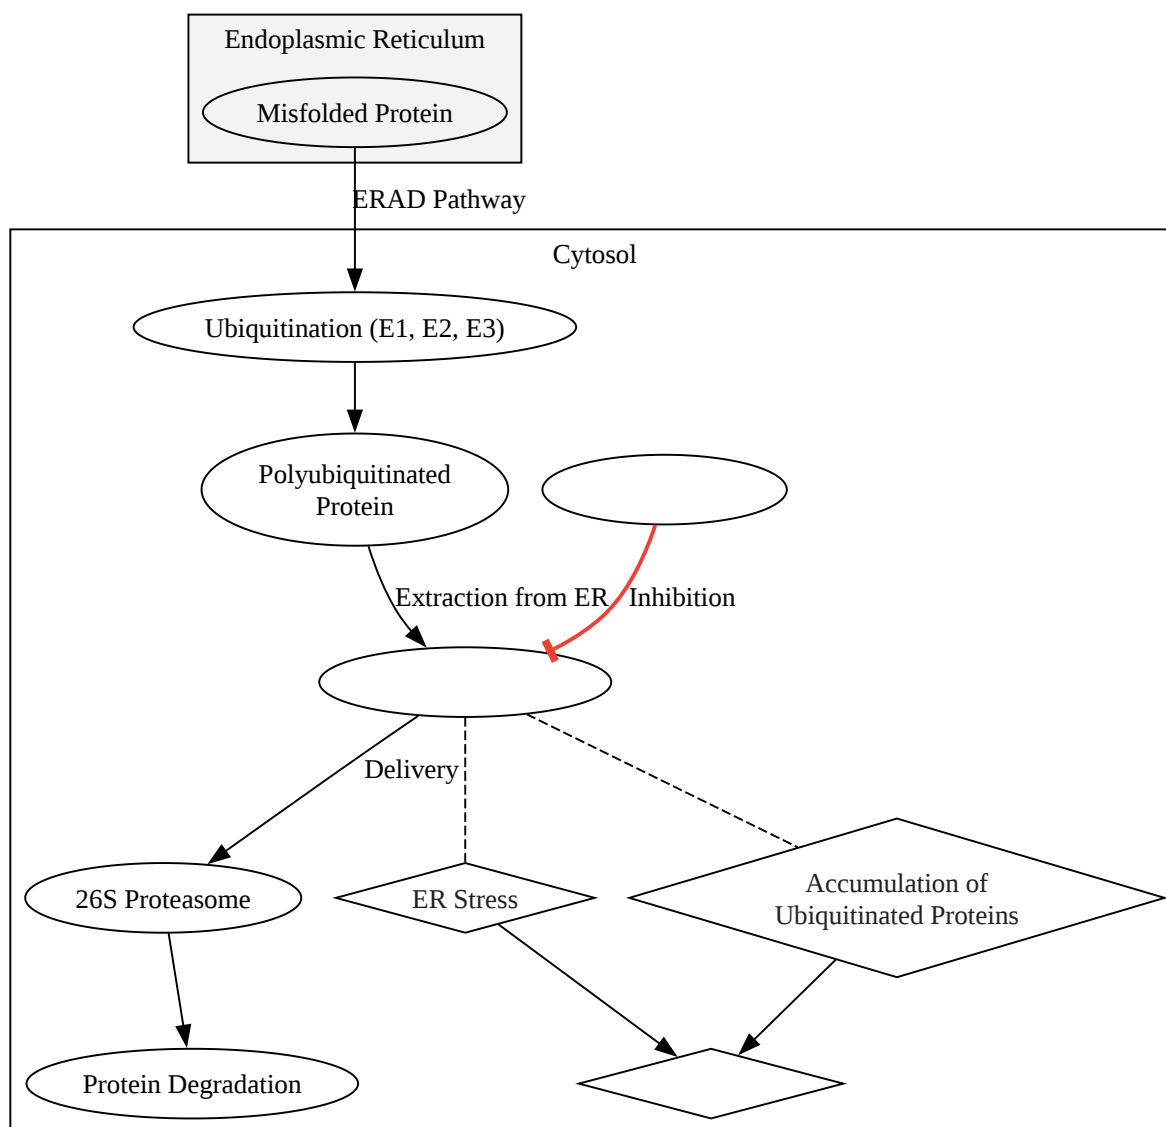 Endoplasmic Reticulum
Misfolded Protein
ERAD Pathway
Cytosol
Ubiquitination (E1, E2, E3)
Polyubiquitinated
Protein
Extraction from ER
Inhibition
Delivery
26S Proteasome
ER Stress
Accumulation of
Ubiquitinated Proteins
Protein Degradation